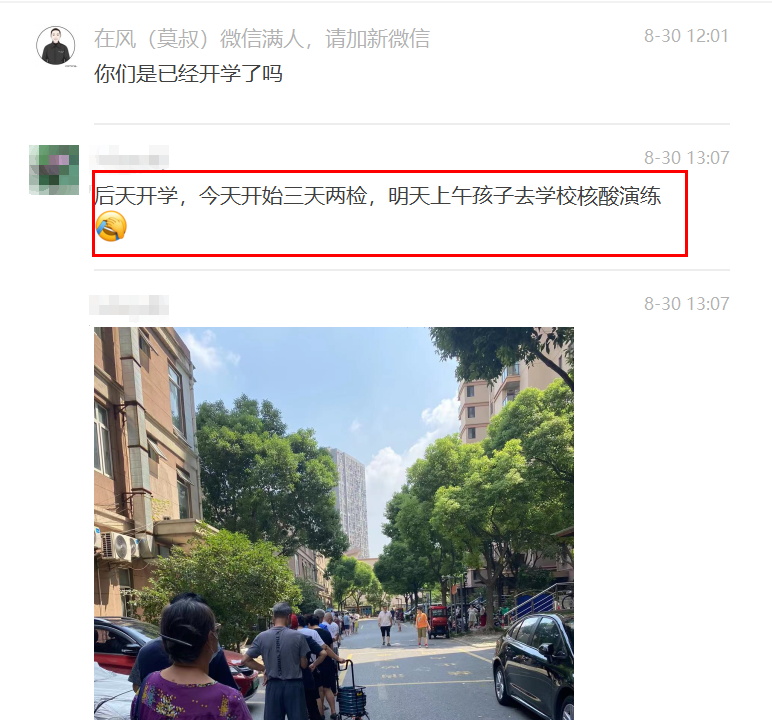 在风（莫叔）微信满人，请加新微信
8-30 12:01
你们是已经开学了吗
8-30 13:07
后天开学，今天开始三天两检，明天上午孩子去学校核酸演练
8-30 13:07